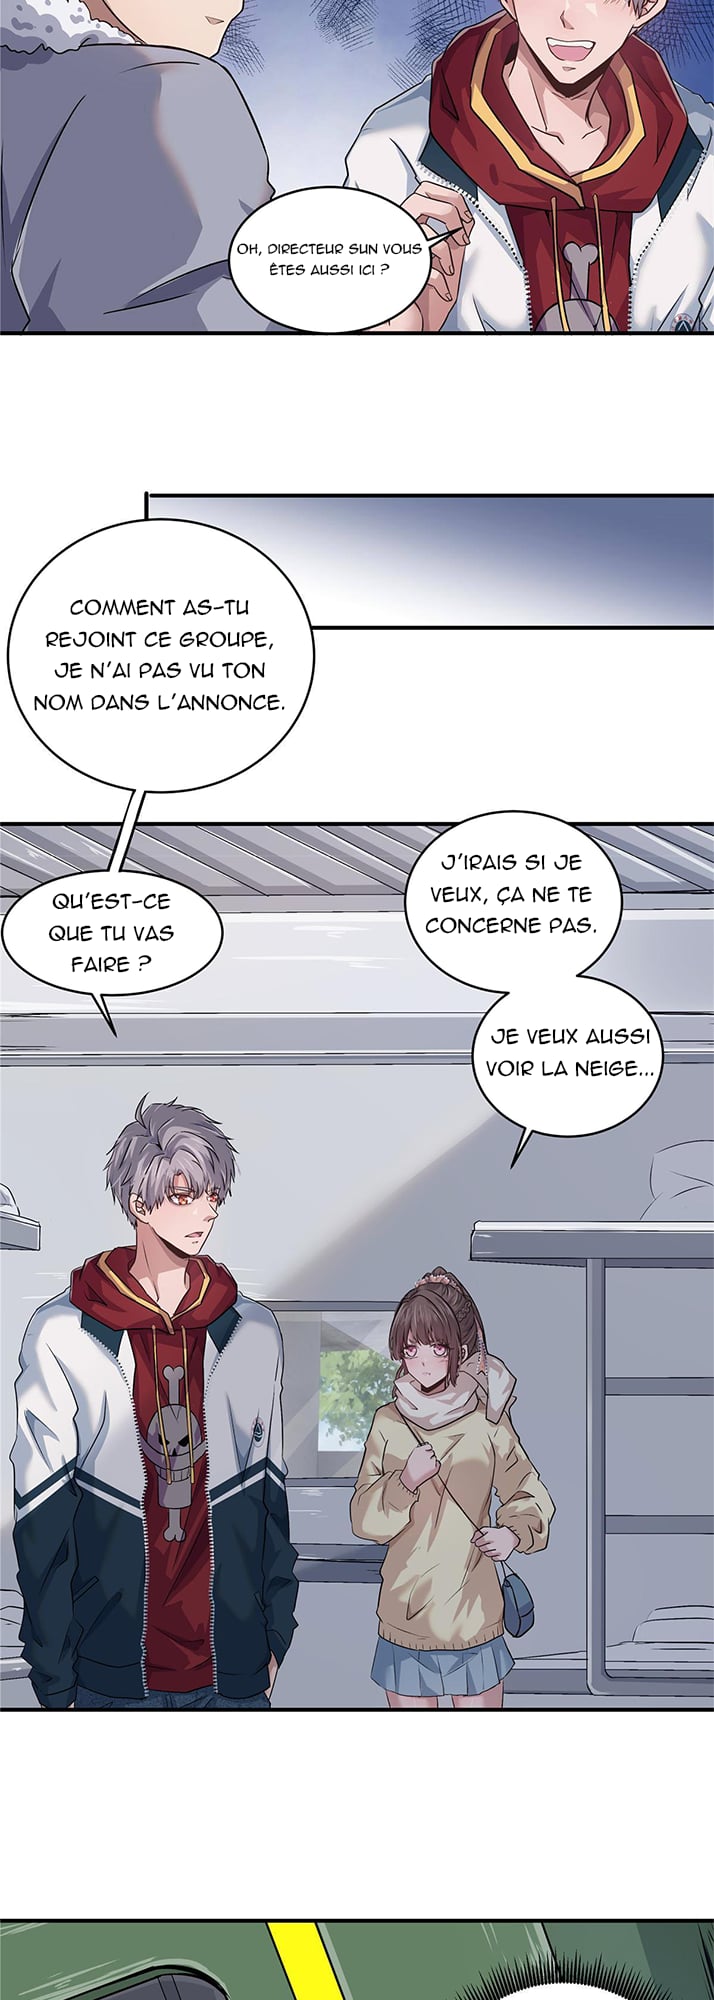 OH, DIRECTEUR SUN VOUS
ÊTES AUSSI ICI ?
COMMENT AS-TU
REJOINT CE GROUPE,
JE N'AI PAS VU TON
NOM DANS L'ANNONCE.
QU'EST-CE
QUE TU VAS
FAIRE ?
J'IRAIS SI JE
VEUX, ÇA NE TE
CONCERNE PAS.
JE VEUX AUSSI
VOIR LA NEIGE...